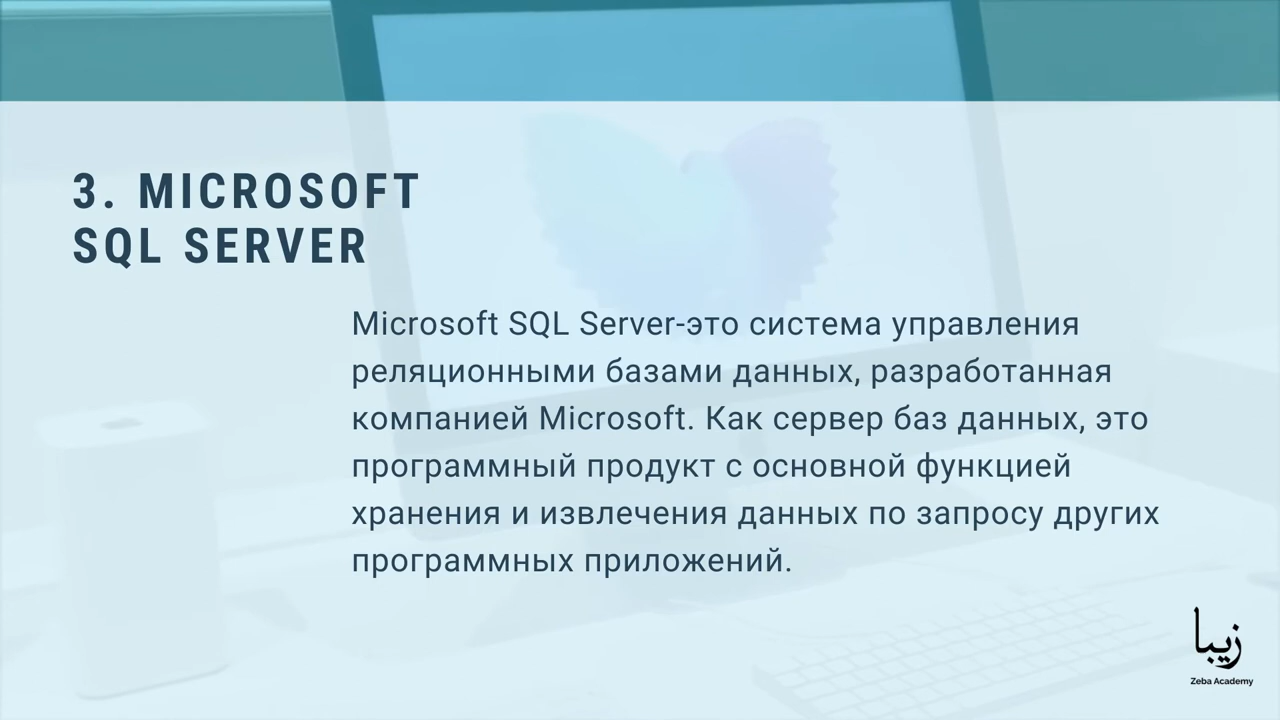 3. MICROSOFT
SQL SERVER
Microsoft SQL Server-это система управления
реляционными базами данных, разработанная
компанией Microsoft. Как сервер баз данных, это
программный продукт с основной функцией
хранения и извлечения данных по запросу других
программных приложений.
زيبا
Zeba Academy